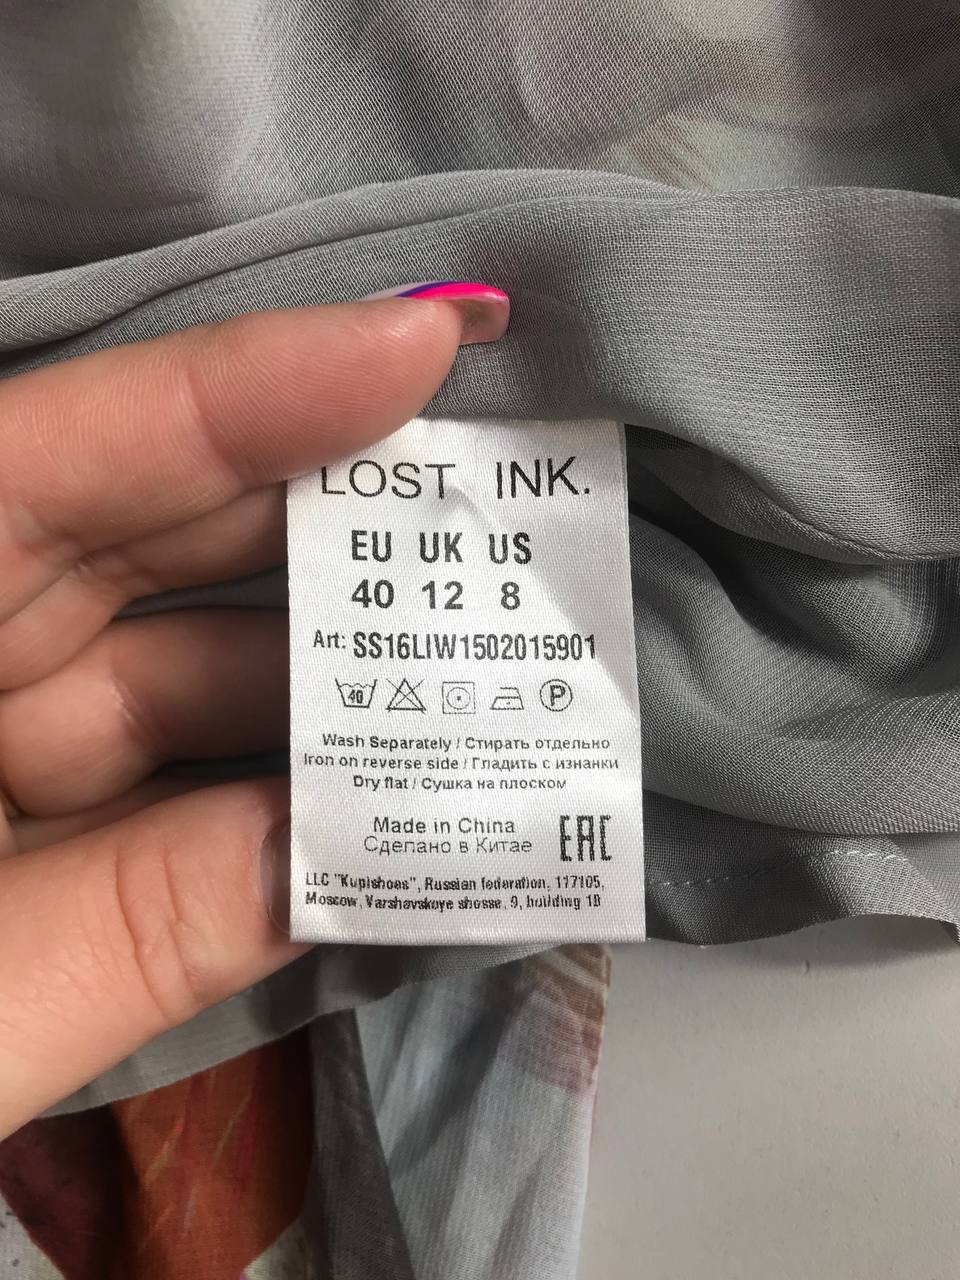 LOST INK.
EU UK US
40 12 8
Art: SS16LIW1502015901
40 P
Wash Separately / Стирать отдельно
Iron on reverse side / Гладить с изнанки
Dry flat / Сушка на плоском
Made in China
Сделано в Китае
EAC
LLC "Kupishoes", Russian federation, 117105,
Moscow, Varshavskoye shosse, 9, building 1B